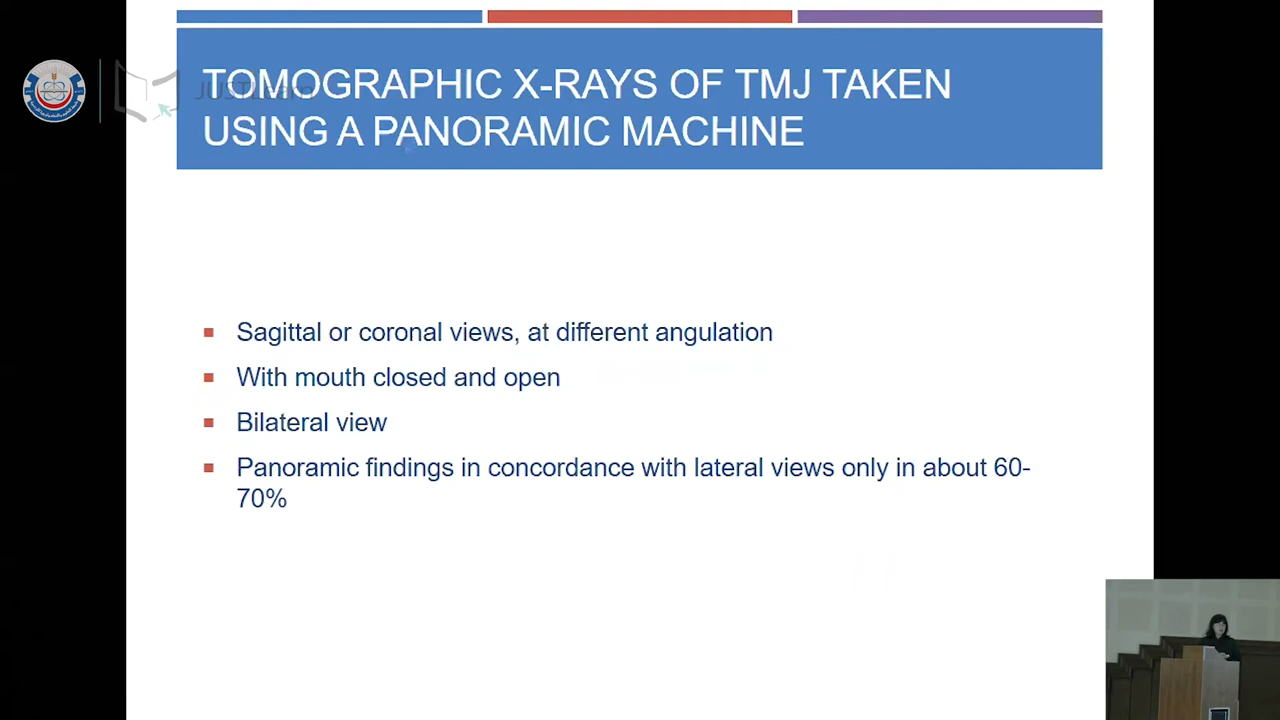 TOMOGRAPHIC X-RAYS OF TMJ TAKEN
USING A PANORAMIC MACHINE
JUSTLearn
Sagittal or coronal views, at different angulation
With mouth closed and open
Bilateral view
Panoramic findings in concordance with lateral views only in about 60-
70%